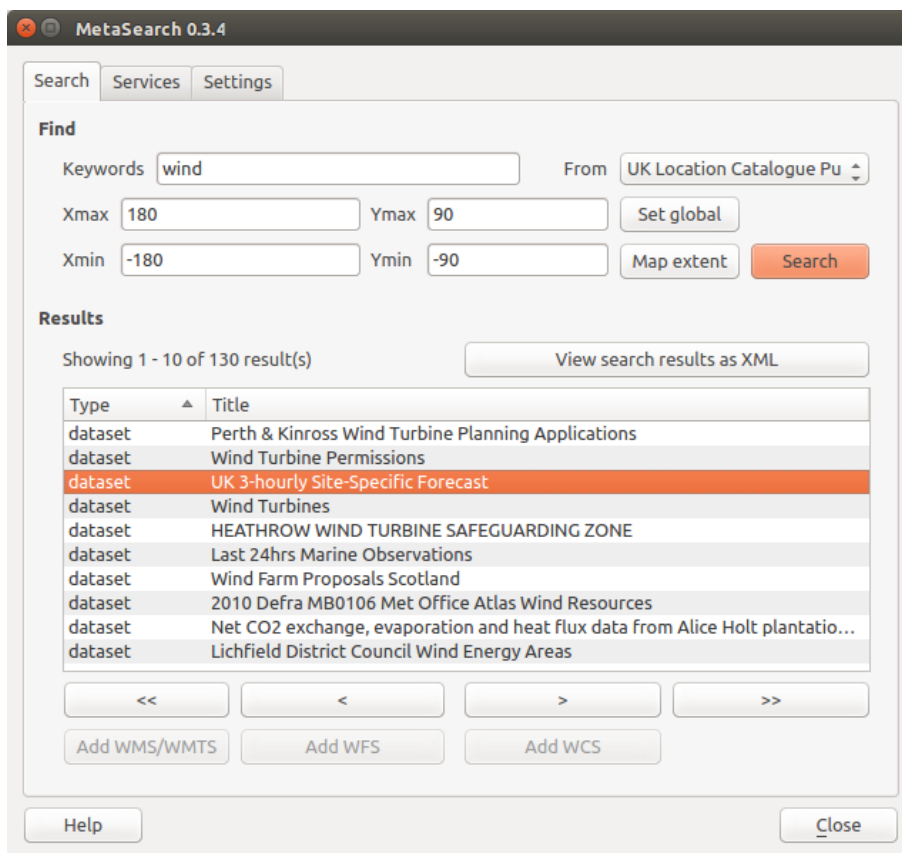 MetaSearch 0.3.4
Search Services Settings
Find
Keywords wind From UK Location Catalogue Pu
Xmax 180 Ymax 90 Set global
Xmin -180 Ymin -90 Map extent Search
Results
Showing 1 - 10 of 130 result(s) View search results as XML
Type Title
dataset Perth & Kinross Wind Turbine Planning Applications
dataset Wind Turbine Permissions
dataset UK 3-hourly Site-Specific Forecast
dataset Wind Turbines
dataset HEATHROW WIND TURBINE SAFEGUARDING ZONE
dataset Last 24hrs Marine Observations
dataset Wind Farm Proposals Scotland
dataset 2010 Defra MB0106 Met Office Atlas Wind Resources
dataset Net CO2 exchange, evaporation and heat flux data from Alice Holt plantatio...
dataset Lichfield District Council Wind Energy Areas
<< < > >>
Add WMS/WMTS Add WFS Add WCS
Help Close